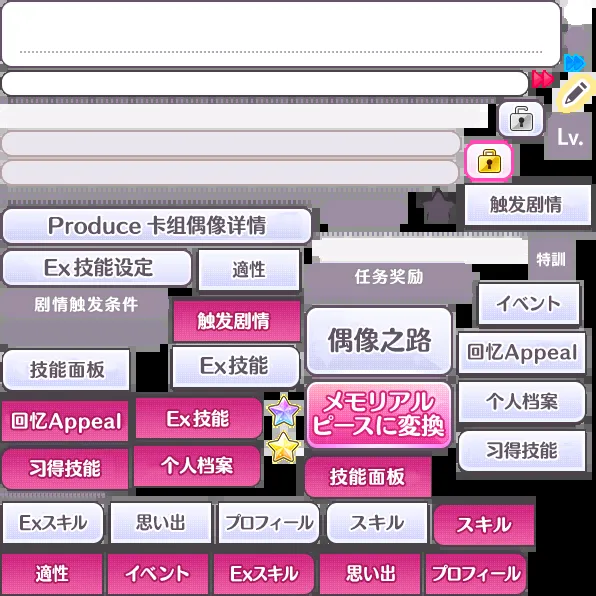 Lv.
触发剧情
Produce 卡组偶像详情
特訓
Ex技能设定
適性
任务奖励
剧情触发条件
触发剧情
イベント
偶像之路
回忆Appeal
技能面板
Ex技能
个人档案
メモリアル
ピースに変換
回忆Appeal
Ex技能
习得技能
习得技能
个人档案
技能面板
Exスキル
思い出
プロフィール
スキル
スキル
適性
イベント
Exスキル
思い出
プロフィール